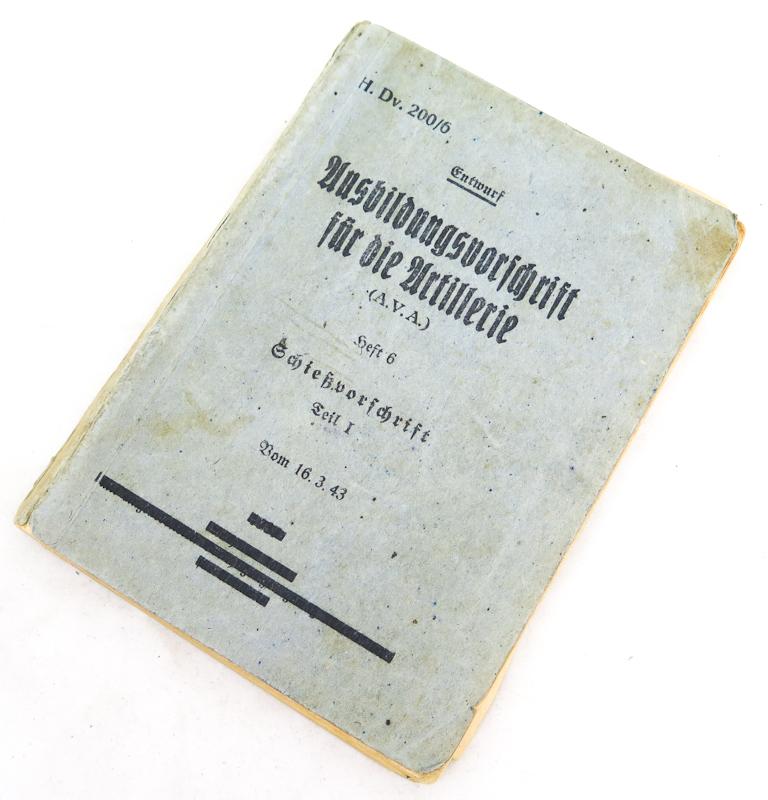 H. Dv. 200/6
Entwurf
Ausbildungsvorschrift
für die Artillerie
(A.V.A.)
Heft 6
Schießvorschrift
Teil I
Vom 16. 3. 43